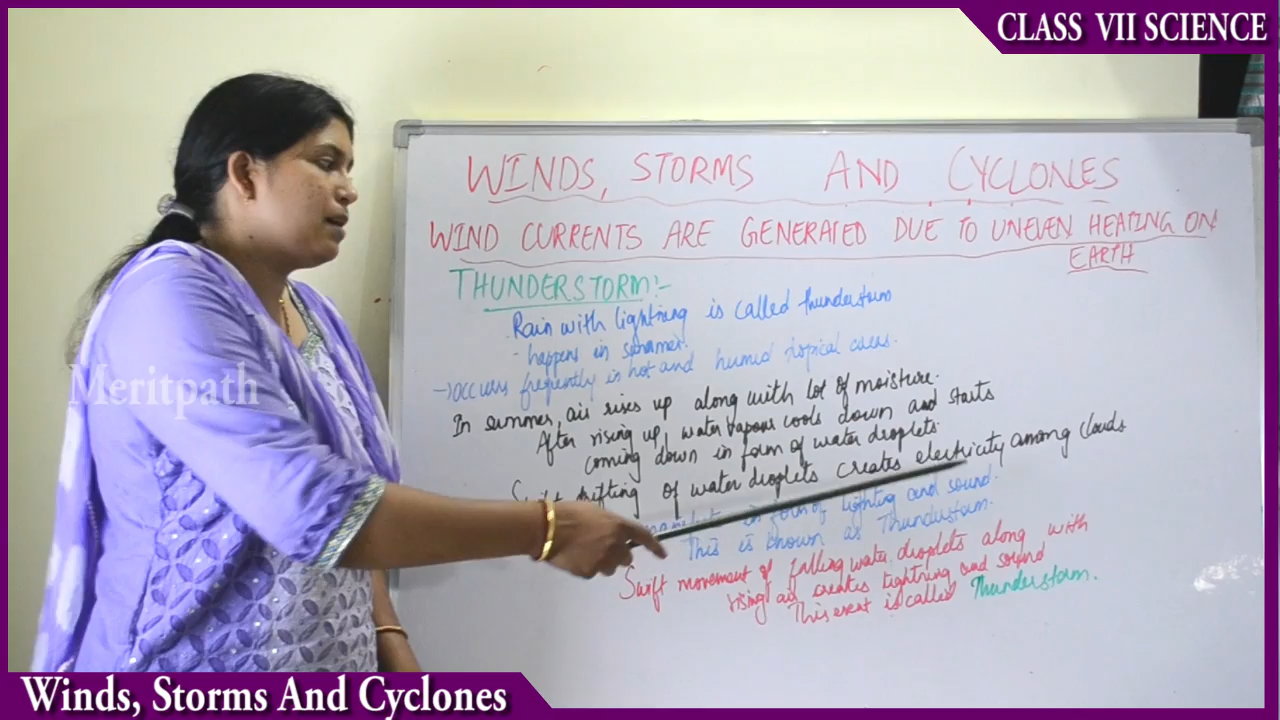 CLASS VII SCIENCE
WINDS, STORMS AND CYCLONES
WIND CURRENTS ARE GENERATED DUE TO UNEVEN HEATING ON
EARTH
THUNDERSTORM:-
Rain with lightning is called thunderstorm
- happens in summer.
→ occurs frequently in hot and humid tropical areas.
In summer, air rises up along with lot of moisture.
After rising up, water vapour cools down and starts
coming down in form of water droplets.
drifting of water droplets creates electricity among clouds
in form of lighting and sound.
This is known as Thunderstorm.
Swift movement of falling water droplets along with
rising air creates lightning and sound
This event is called Thunderstorm.
Meritpath
Winds, Storms And Cyclones